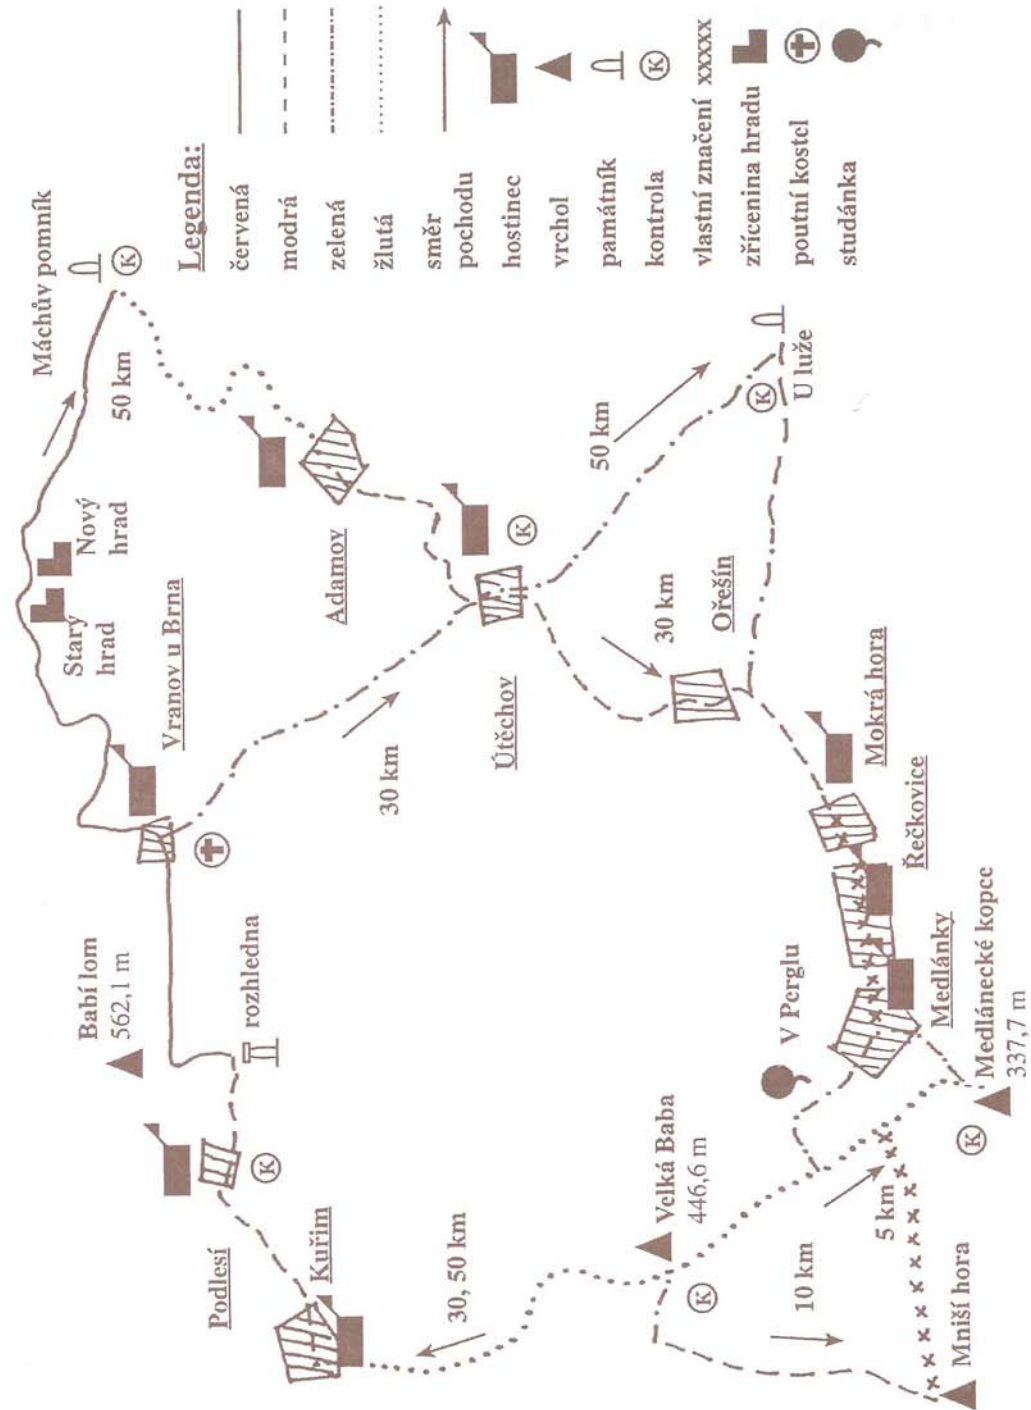 Legenda:
červená
modrá
zelená
žlutá
směr
pochodu
hostinec
vrchol
památník
kontrola
vlastní značení xxxxx
zřícenina hradu
poutní kostel
studánka
K
Máchův pomník
K
50 km
Nový
hrad
Starý
hrad
Vranov u Brna
Adamov
K
Útěchov
30 km
50 km
30 km
Ořešín
K
U luže
Mokrá hora
Řečkovice
Medlánky
Medlánecké kopce
337,7 m
K
V Perglu
Babí lom
562,1 m
rozhledna
K
Podlesí
Kuřim
30, 50 km
Velká Baba
446,6 m
K
10 km
5 km
Mniší hora